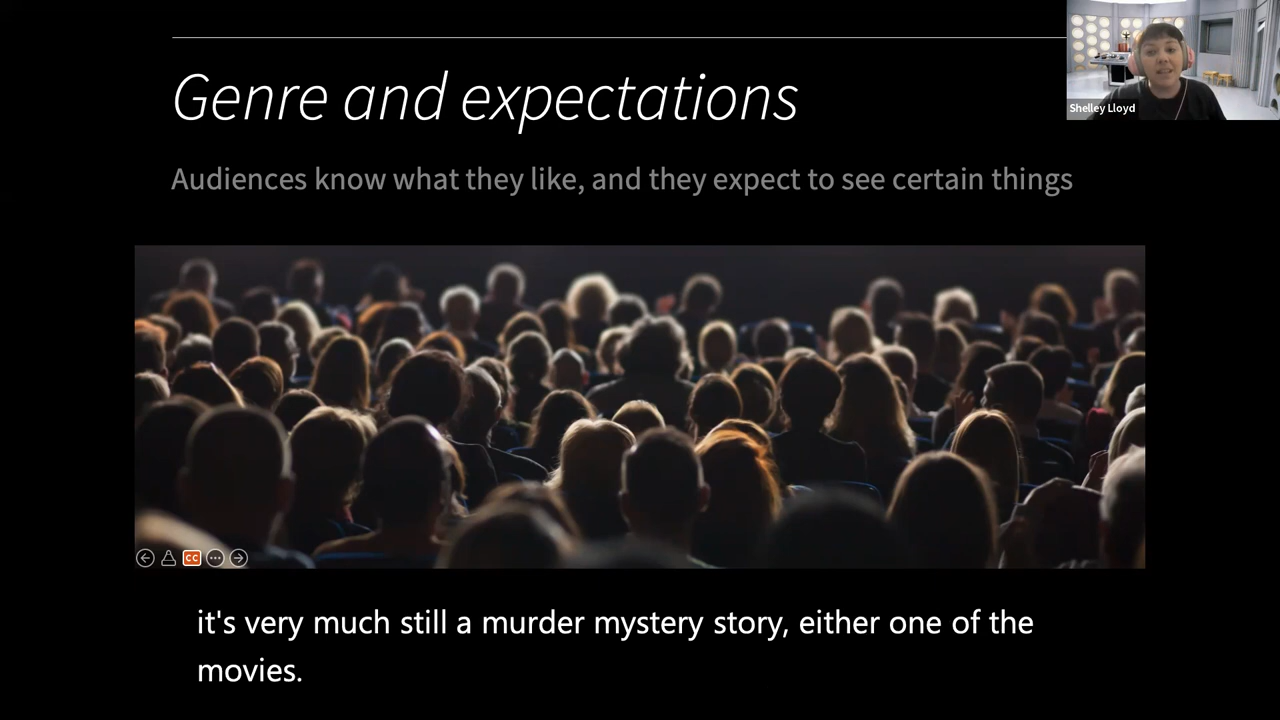 Genre and expectations
Shelley Lloyd
Audiences know what they like, and they expect to see certain things
CC
it's very much still a murder mystery story, either one of the
movies.